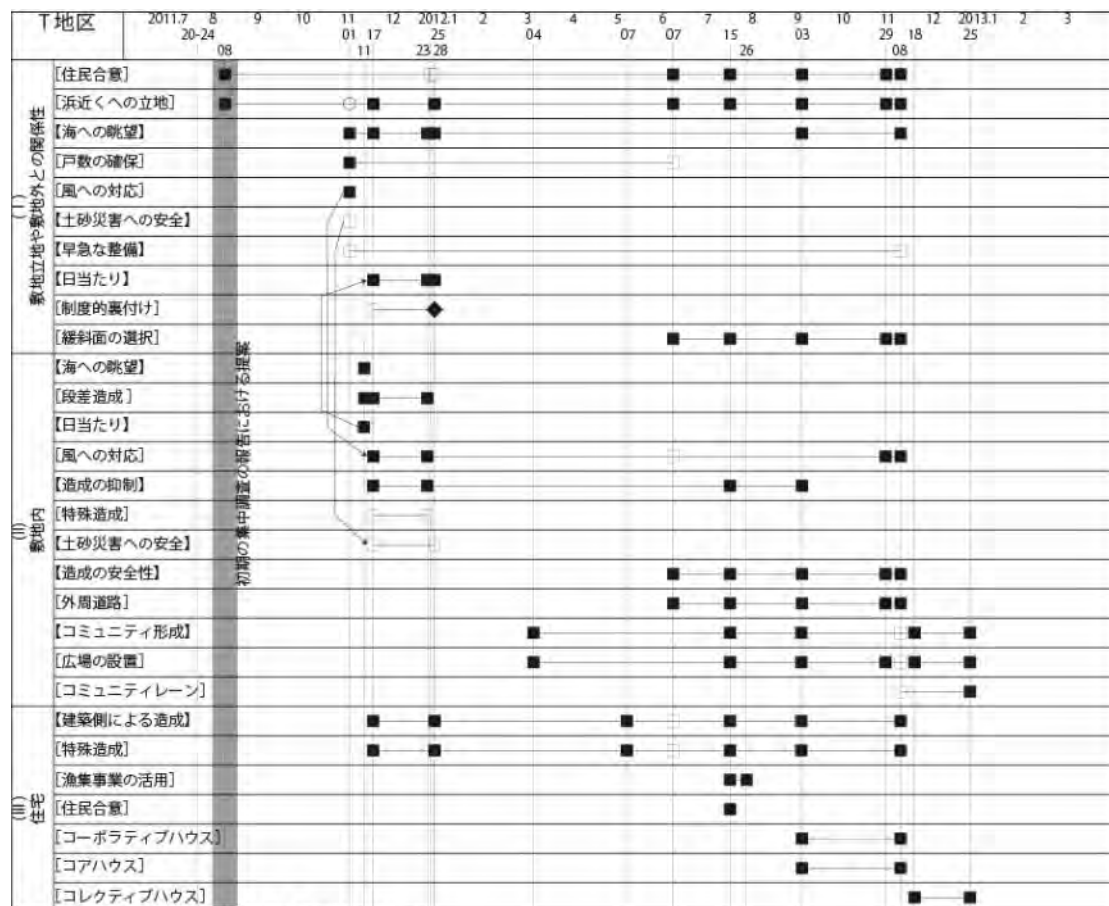 T地区
2011.7 8 9 10 11 12 2012.1 2 3 4 5 6 7 8 9 10 11 12 2013.1 2 3
20-24 01 17 25 04 07 07 15 03 29 18 25
08 11 23 28 26 08
(I)
敷地立地や敷地外との関係性
[住民合意】
[浜近くへの立地】
【海への眺望】
[戸数の確保】
[風への対応]
【土砂災害への安全】
【早急な整備】
【日当たり】
[制度的裏付け]
[緩斜面の選択]
初期の集中調査の報告における提案
(II)
敷地内
【海への眺望】
【段差造成】
【日当たり】
[風への対応】
【造成の抑制】
[特殊造成]
【土砂災害への安全】
【造成の安全性】
[外周道路]
【コミュニティ形成】
[広場の設置】
[コミュニティレーン]
(III)
住宅
【建築側による造成】
[特殊造成]
[漁集事業の活用]
[住民合意]
[コーポラティブハウス]
[コアハウス]
[コレクティブハウス]